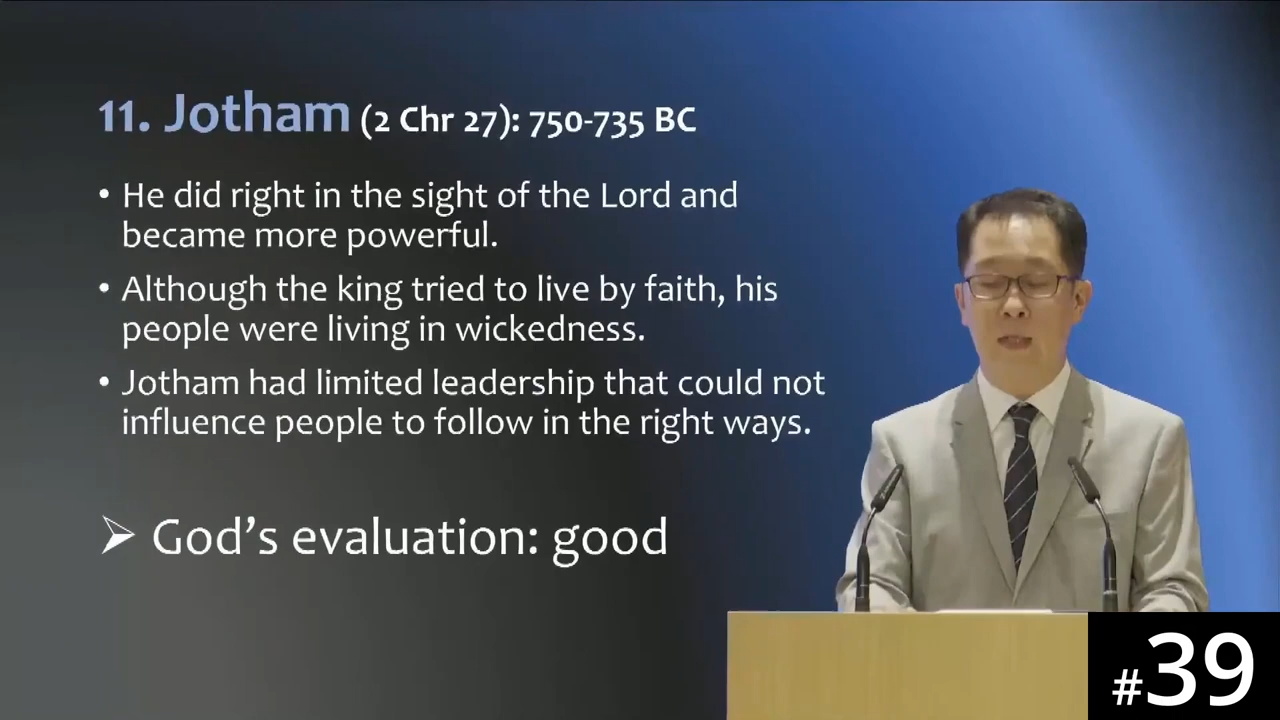 11. Jotham (2 Chr 27): 750-735 BC
• He did right in the sight of the Lord and
became more powerful.
• Although the king tried to live by faith, his
people were living in wickedness.
• Jotham had limited leadership that could not
influence people to follow in the right ways.
➢ God’s evaluation: good
#39